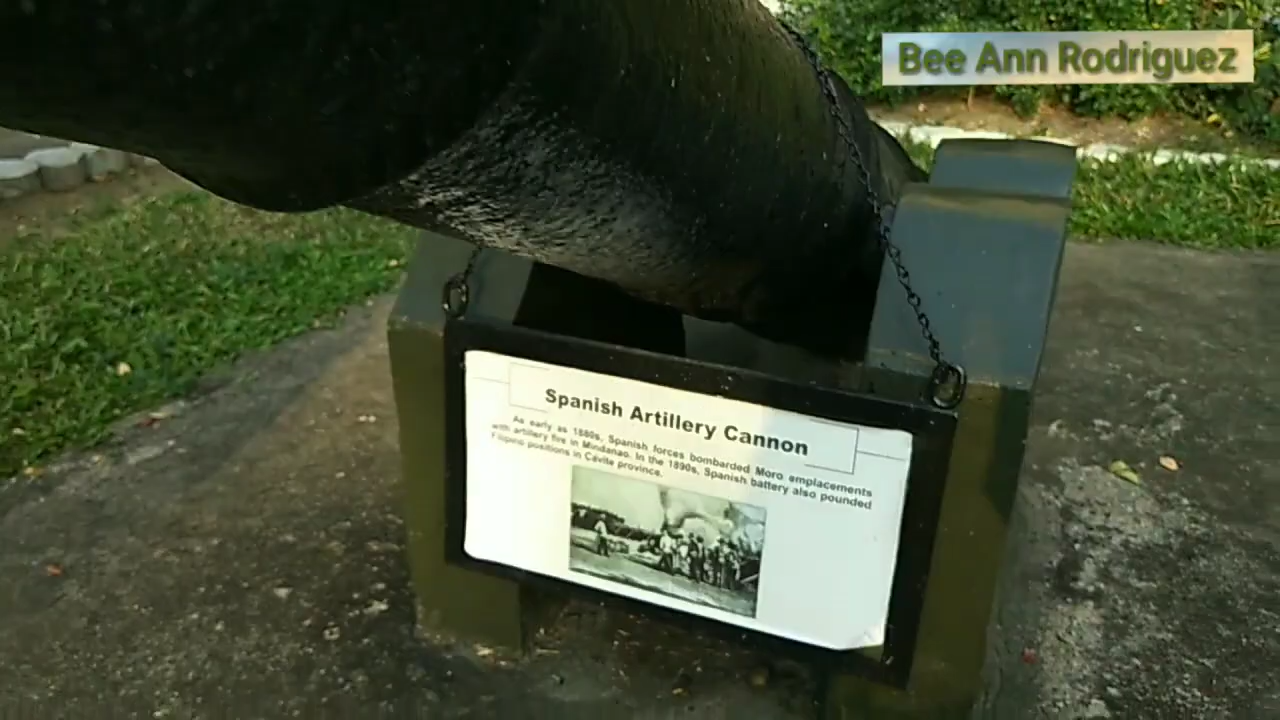 Bee Ann Rodriguez
Spanish Artillery Cannon
As early as 1880s, Spanish forces bombarded Moro emplacements
with artillery fire in Mindanao. In the 1890s, Spanish battery also pounded
Filipino positions in Cavite province.